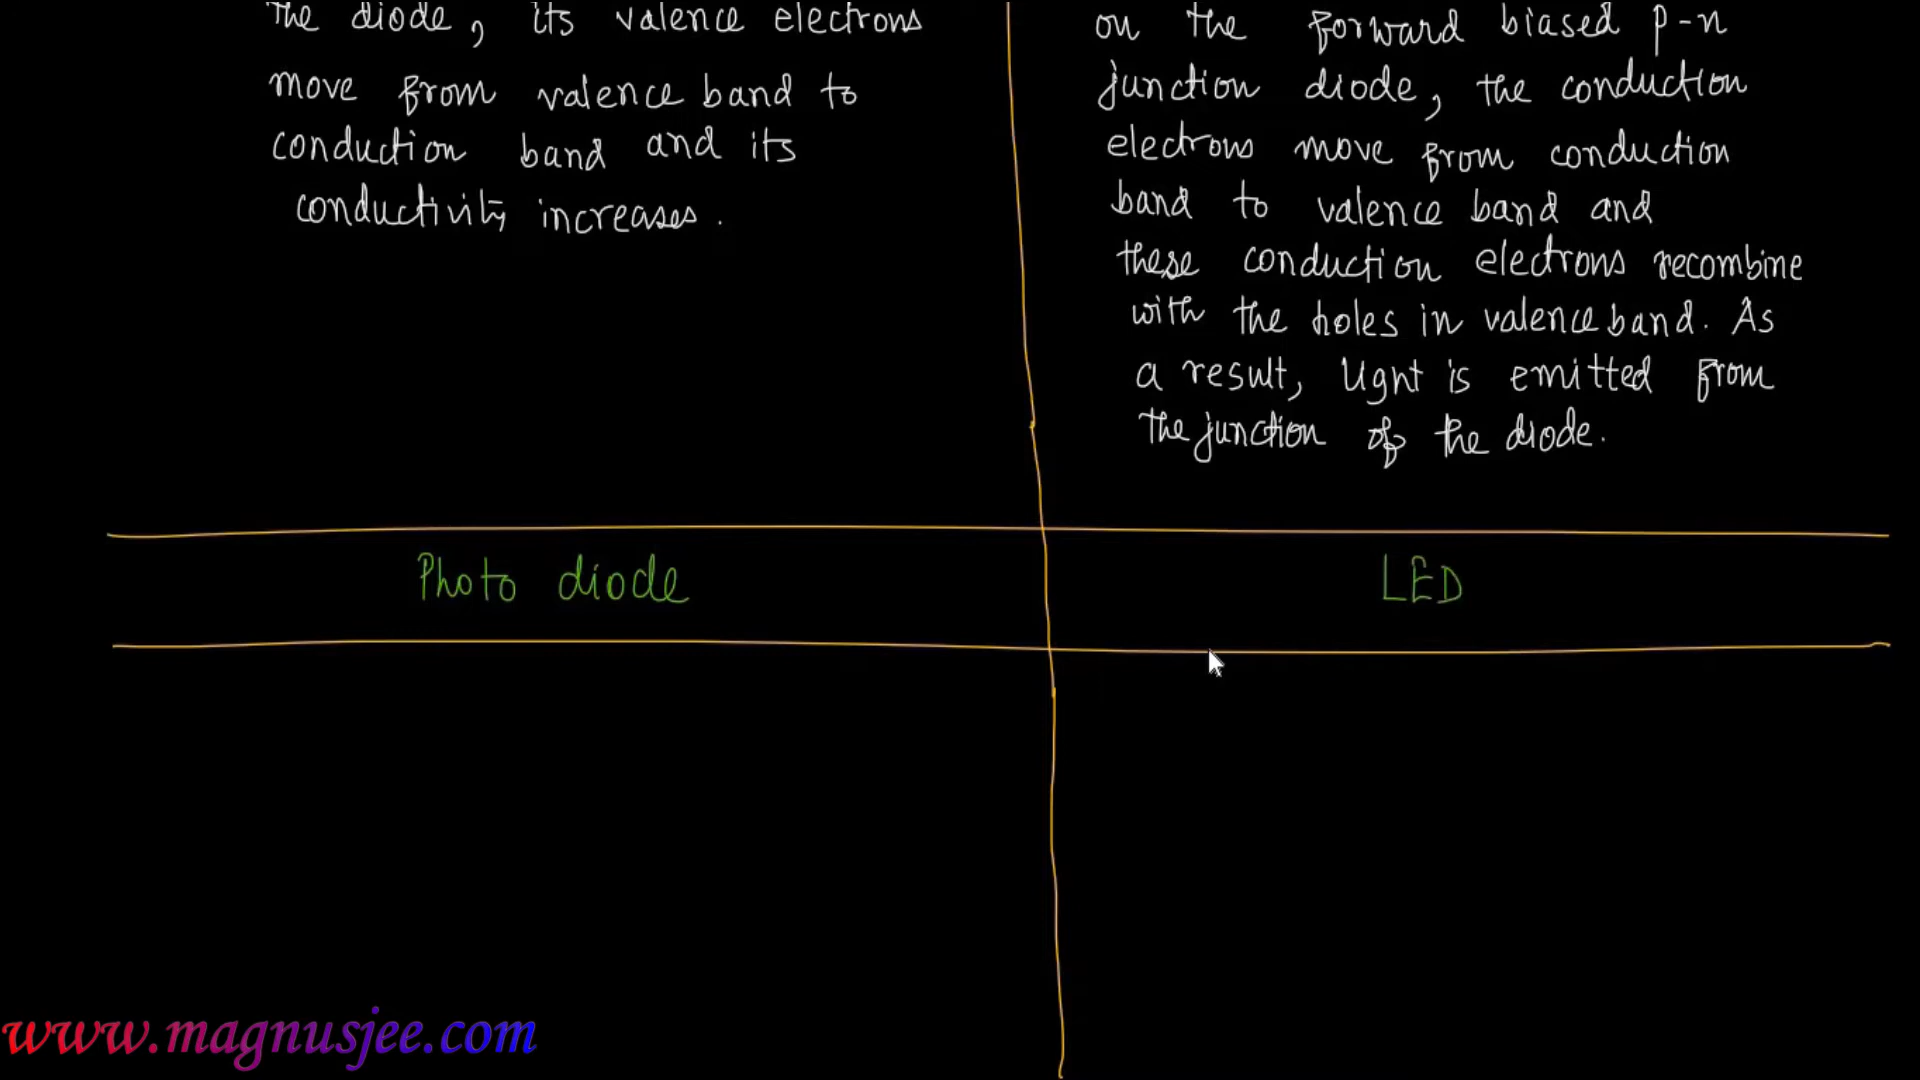 the diode, its valence electrons
move from valence band to
conduction band and its
conductivity increases.
on the forward biased p-n
junction diode, the conduction
electrons move from conduction
band to valence band and
these conduction electrons recombine
with the holes in valence band. As
a result, light is emitted from
the junction of the diode.
Photo diode
LED
www.magnusjee.com